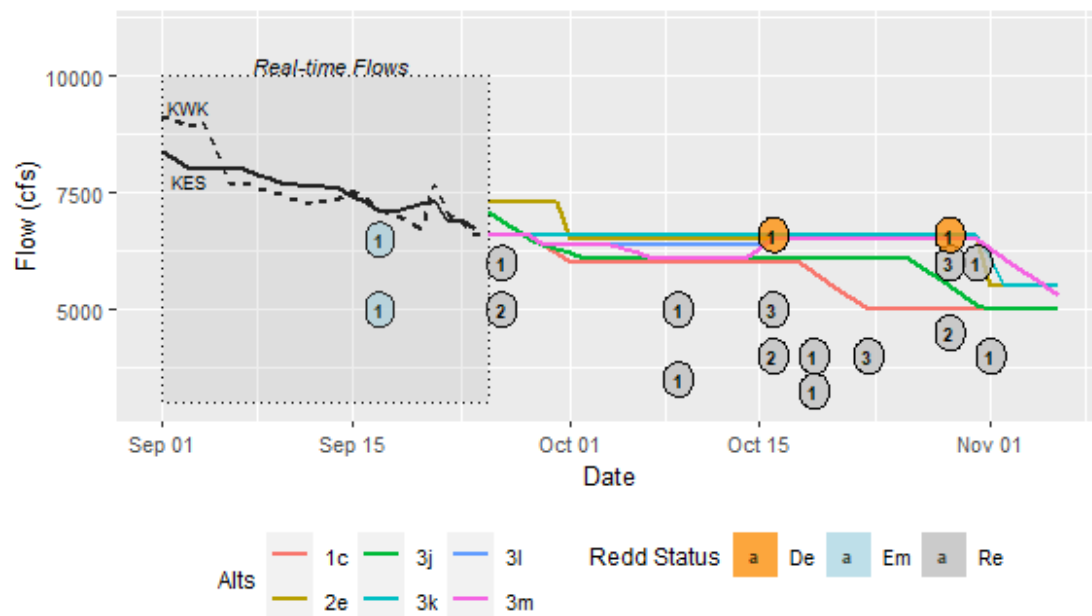 Real-time Flows
10000
KWK
KES
7500
Flow (cfs)
1
1
1
1
3
1
1
2
1
3
5000
2
2
1
3
1
1
1
Sep 01
Sep 15
Oct 01
Oct 15
Nov 01
Date
Alts
1c
3j
3l
2e
3k
3m
Redd Status
a
De
a
Em
a
Re